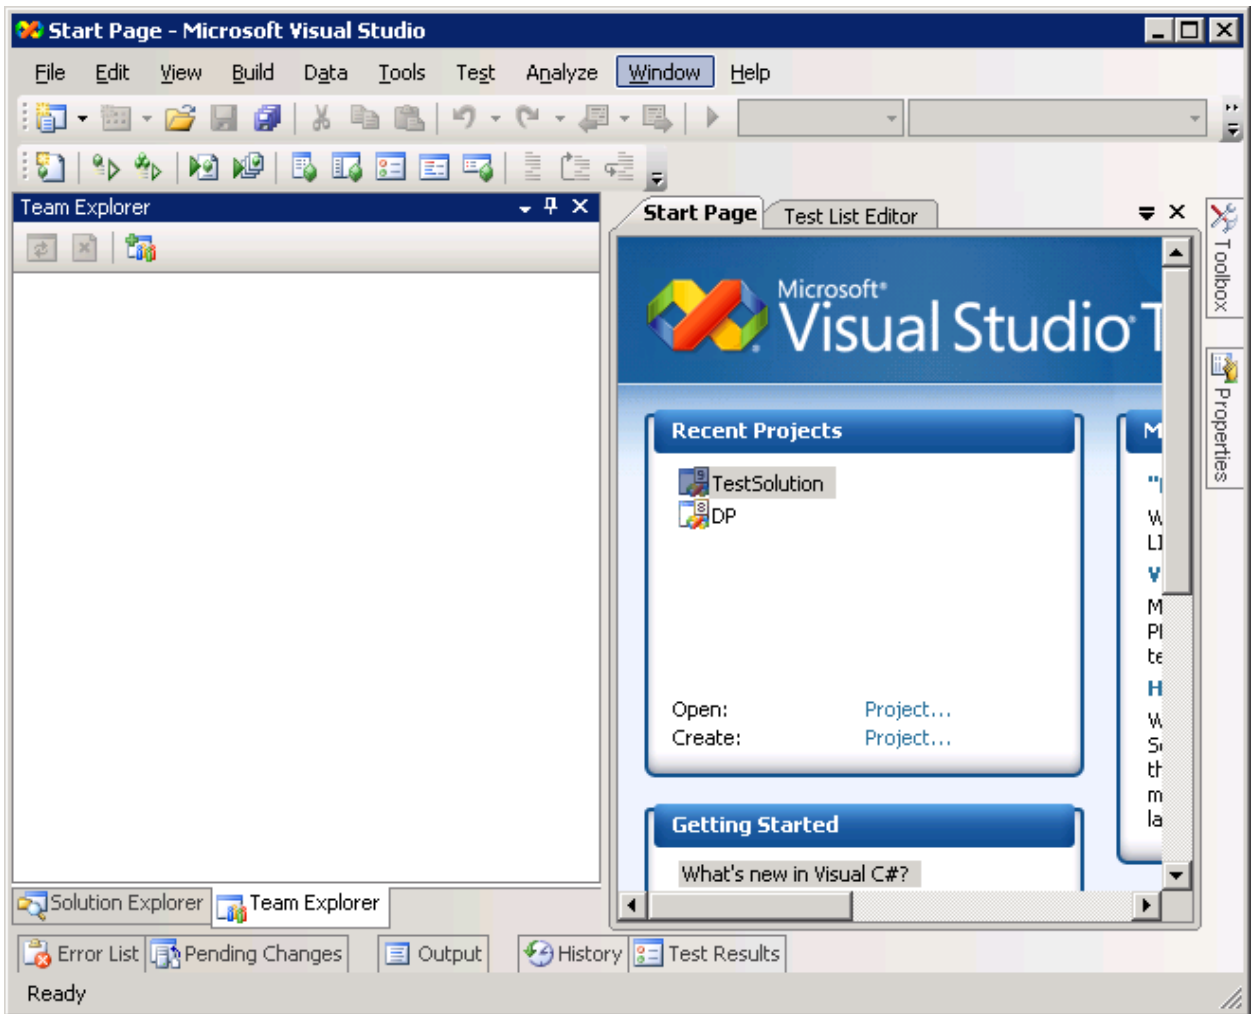 Start Page - Microsoft Visual Studio
File Edit View Build Data Tools Test Analyze Window Help
Team Explorer
Start Page Test List Editor
Toolbox
Properties
Microsoft®
Visual Studio
Recent Projects
TestSolution
DP
Open: Project...
Create: Project...
Getting Started
What's new in Visual C#?
Solution Explorer Team Explorer
Error List Pending Changes Output History Test Results
Ready